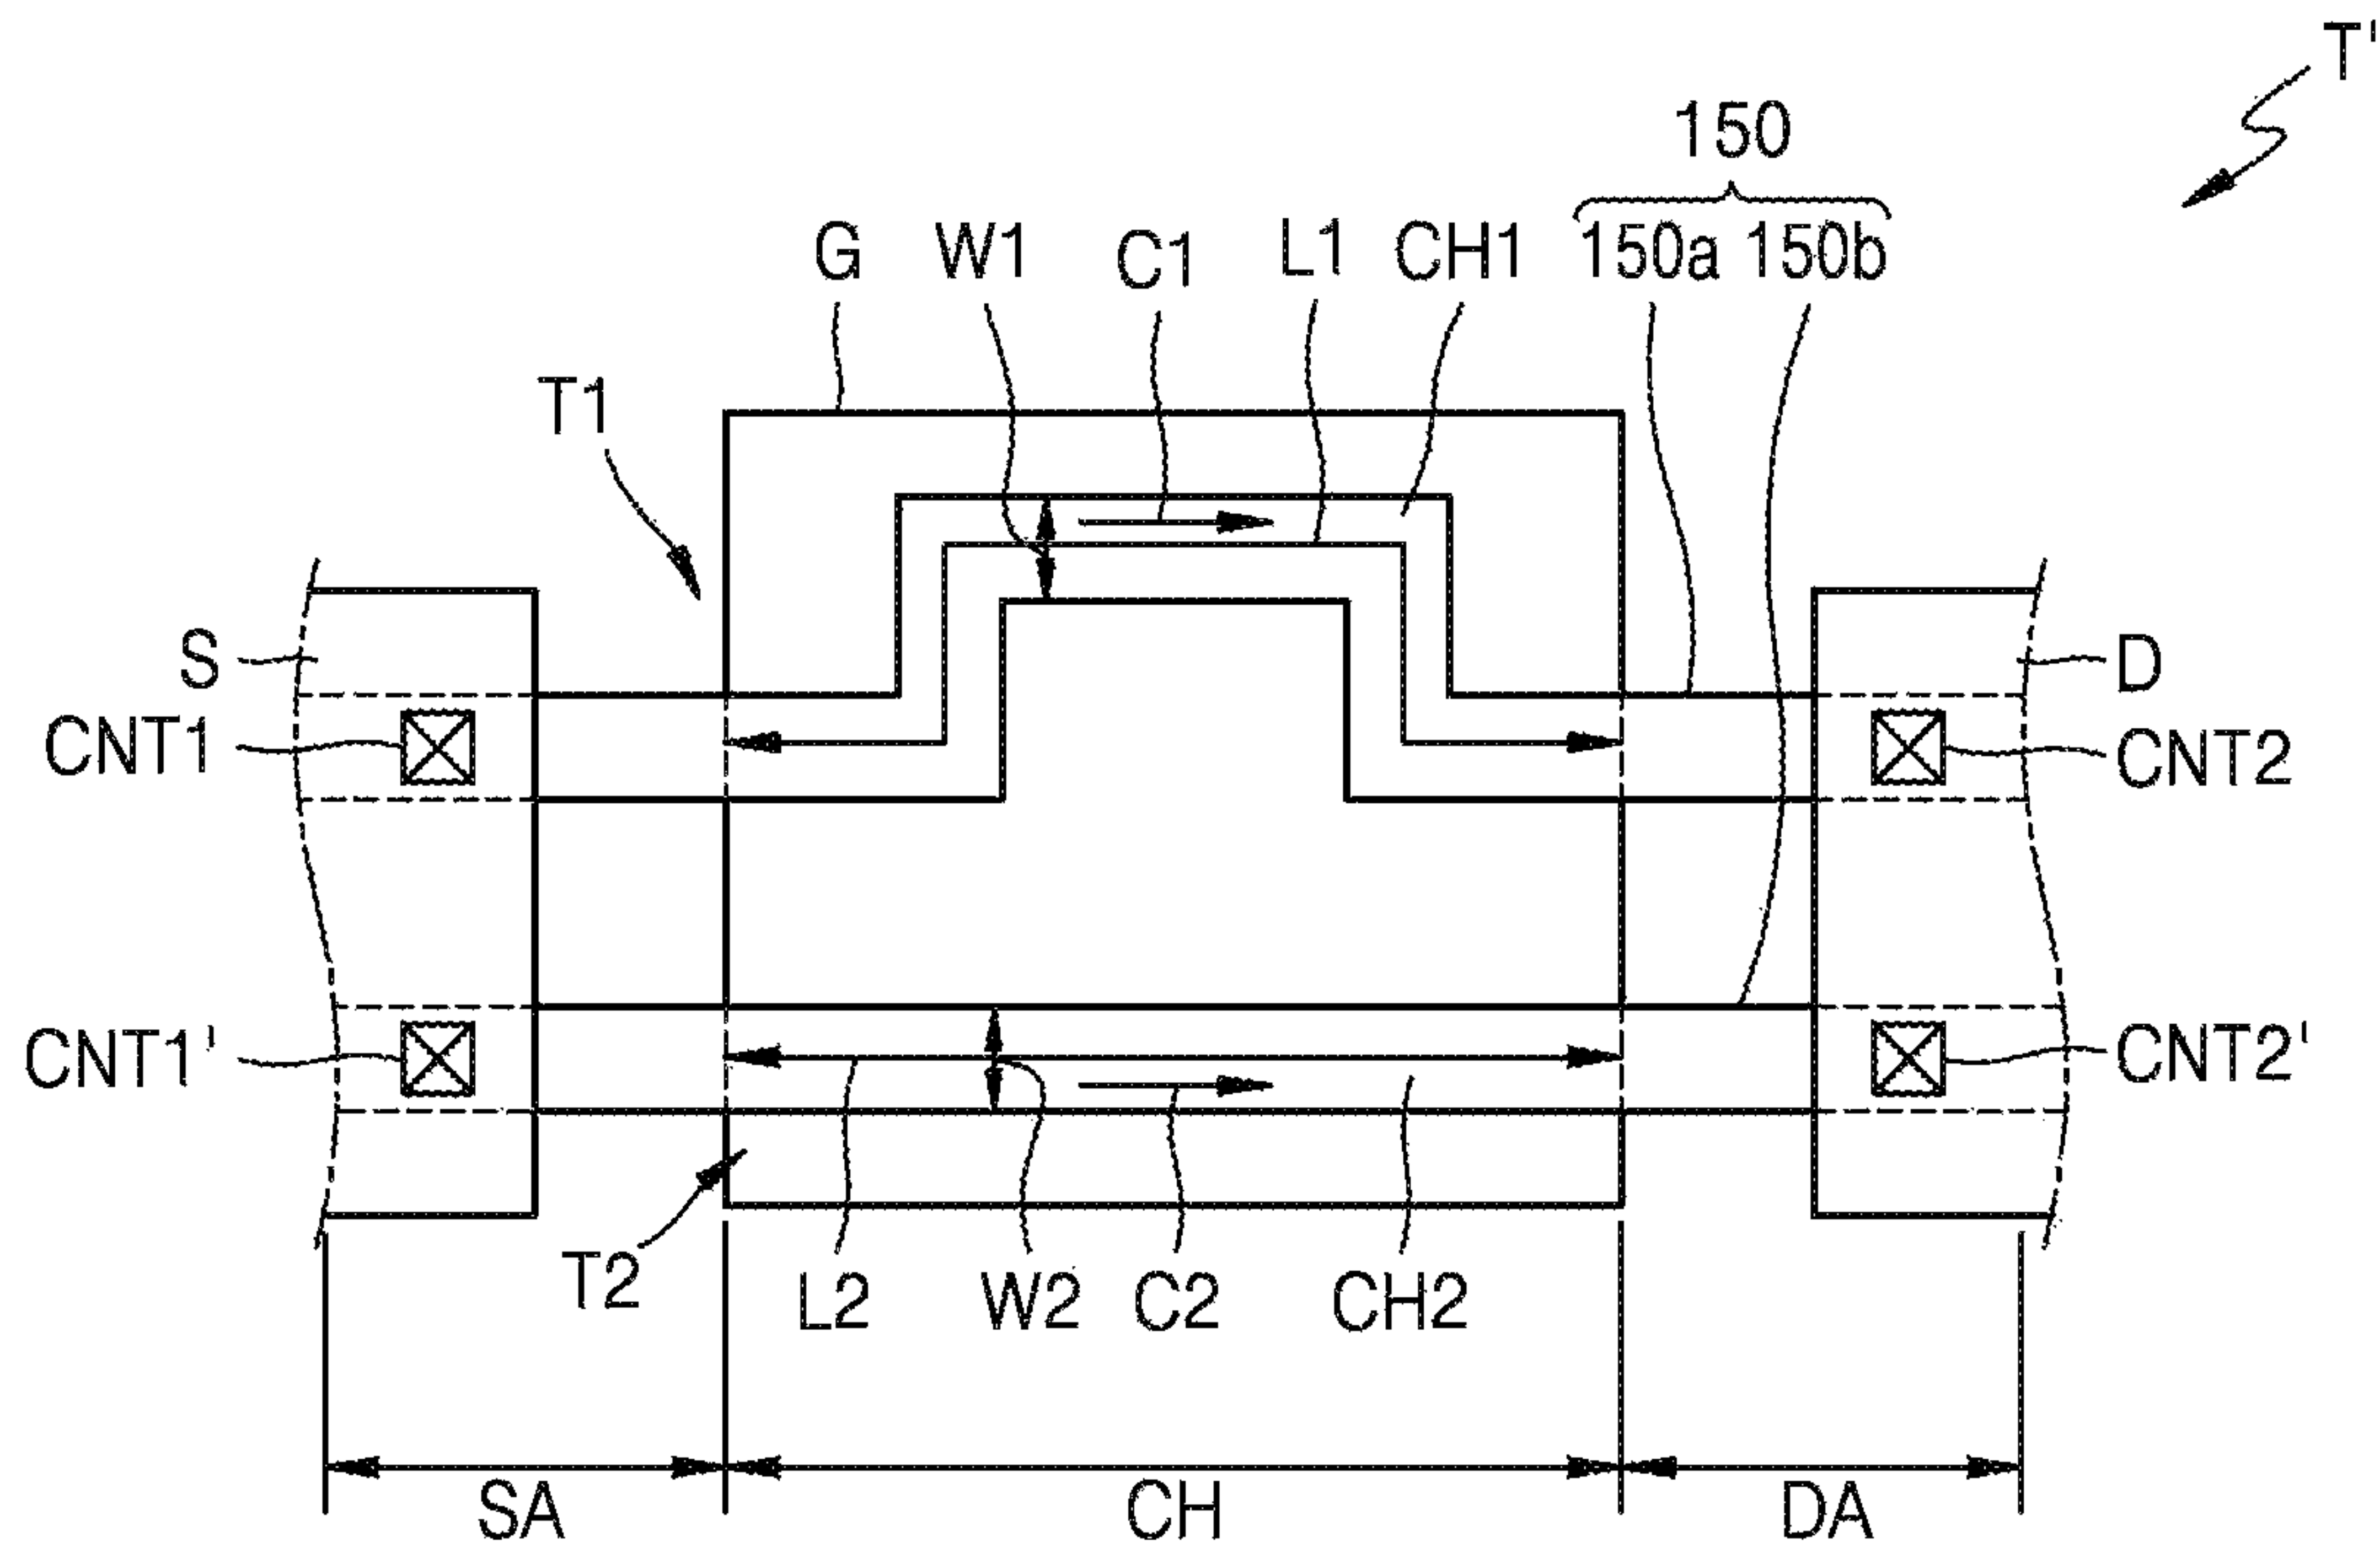 T'
150
G W1 C1 L1 CH1 150a 150b
T1
S D
CNT1 CNT2
CNT1' CNT2'
T2 L2 W2 C2 CH2
SA CH DA